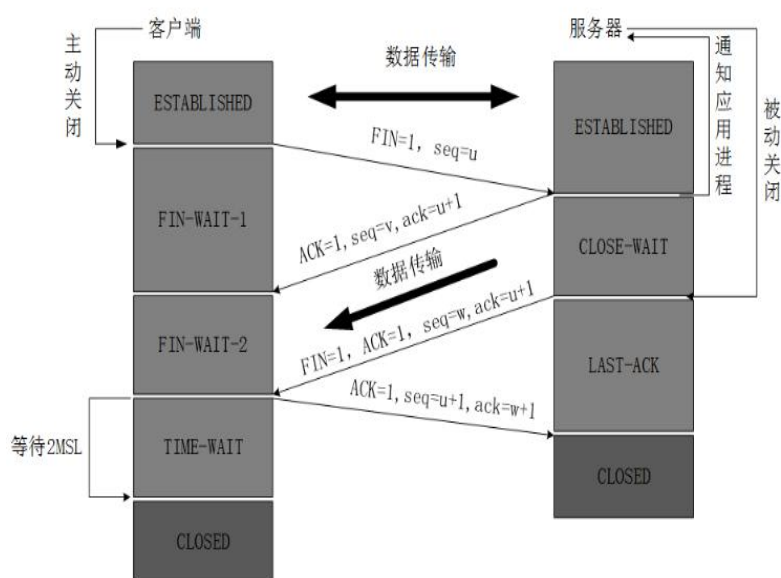 客户端
服务器
主动关闭
数据传输
通知应用进程
被动关闭
ESTABLISHED
ESTABLISHED
FIN=1, seq=u
FIN-WAIT-1
ACK=1,seq=v,ack=u+1
CLOSE-WAIT
数据传输
FIN-WAIT-2
FIN=1, ACK=1, seq=w,ack=u+1
LAST-ACK
ACK=1,seq=u+1,ack=w+1
等待2MSL
TIME-WAIT
CLOSED
CLOSED